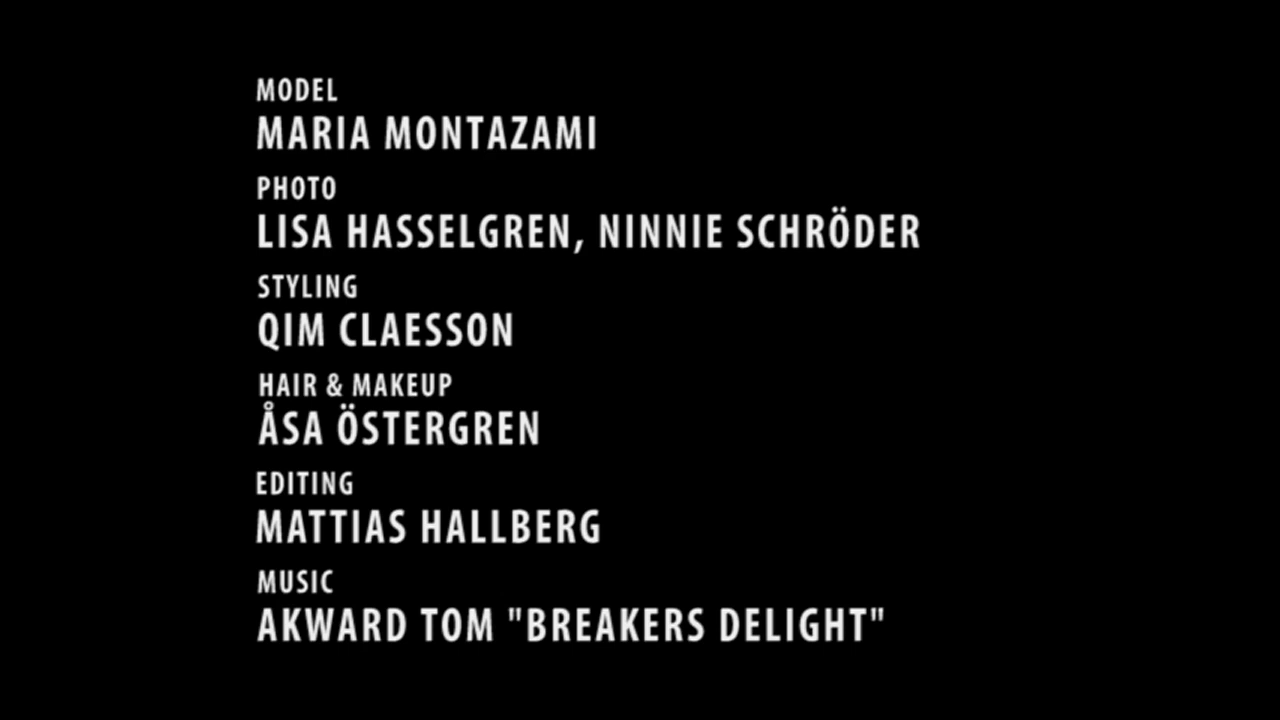 MODEL
MARIA MONTAZAMI
PHOTO
LISA HASSELGREN, NINNIE SCHRÖDER
STYLING
QIM CLAESSON
HAIR & MAKEUP
ÅSA ÖSTERGREN
EDITING
MATTIAS HALLBERG
MUSIC
AKWARD TOM "BREAKERS DELIGHT"